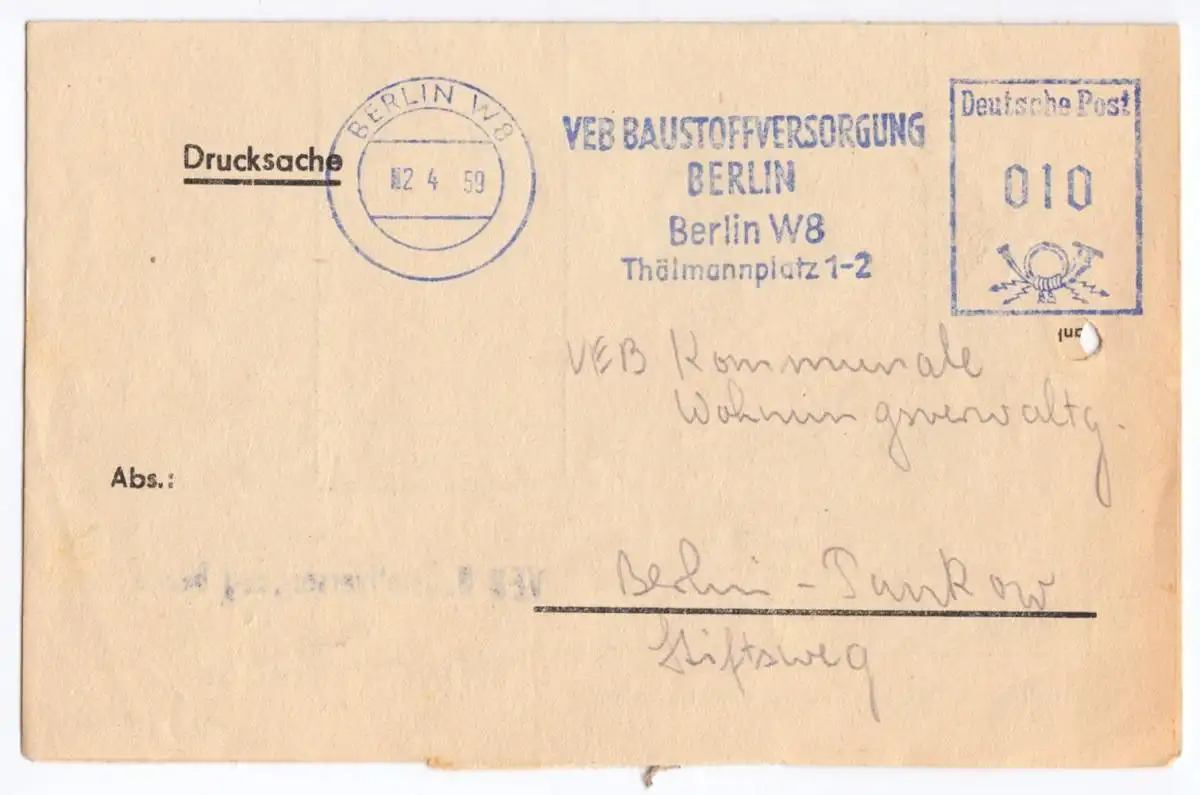 Drucksache
BERLIN W8
2 4 59
VEB BAUSTOFFVERSORGUNG
BERLIN
Berlin W8
Thälmannplatz 1-2
Deutsche Post
010
VEB Kommunale
Wohnungsverwaltg.
Abs.:
Berlin - Pankow
Stiftsweg